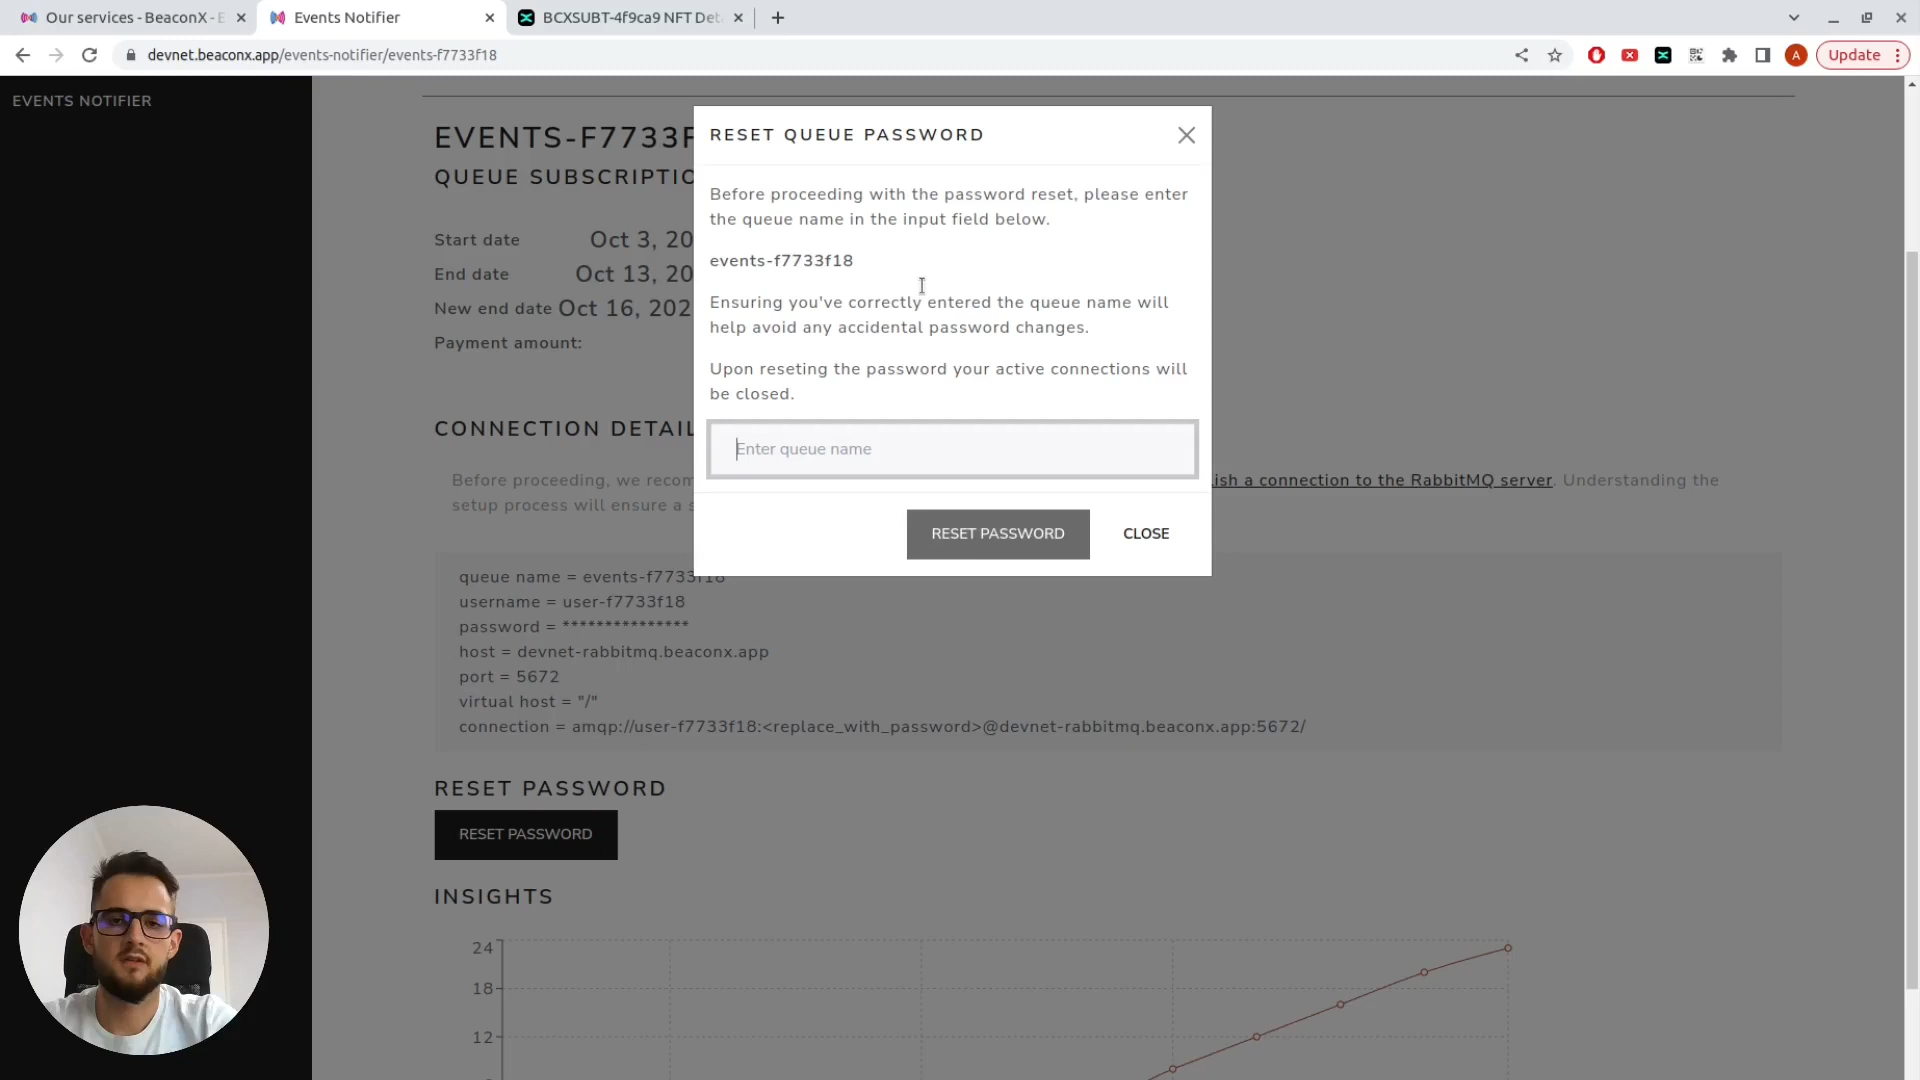 Our services - BeaconX - E
Events Notifier
BCXSUBT-4f9ca9 NFT Det
devnet.beaconx.app/events-notifier/events-f7733f18
A
Update
EVENTS NOTIFIER
EVENTS-F7733F
QUEUE SUBSCRIPTIO
Start date Oct 3, 20
End date Oct 13, 20
New end date Oct 16, 202
Payment amount:
RESET QUEUE PASSWORD
Before proceeding with the password reset, please enter
the queue name in the input field below.
events-f7733f18
Ensuring you've correctly entered the queue name will
help avoid any accidental password changes.
Upon reseting the password your active connections will
be closed.
Enter queue name
RESET PASSWORD CLOSE
CONNECTION DETAIL
Before proceeding, we recom ish a connection to the RabbitMQ server. Understanding the
setup process will ensure a s
queue name = events-f7733f18
username = user-f7733f18
password = ***************
host = devnet-rabbitmq.beaconx.app
port = 5672
virtual host = "/"
connection = amqp://user-f7733f18:<replace_with_password>@devnet-rabbitmq.beaconx.app:5672/
RESET PASSWORD
RESET PASSWORD
INSIGHTS
24
18
12